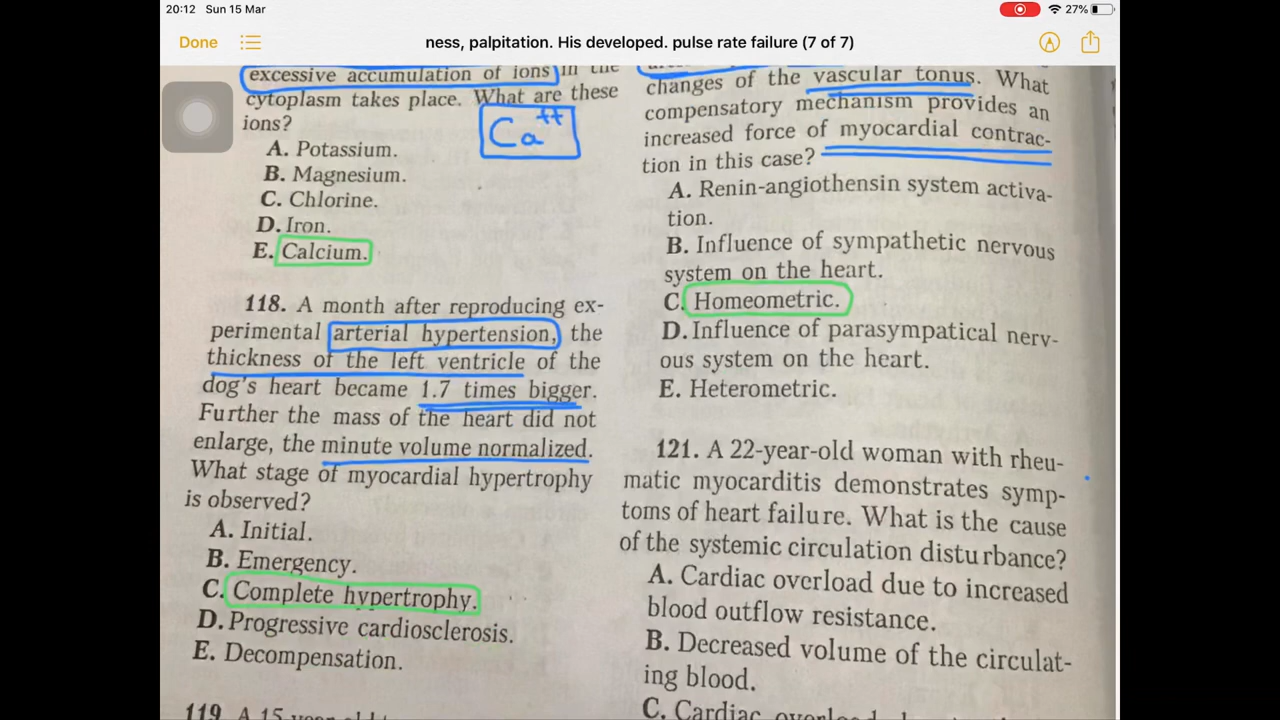 20:12 Sun 15 Mar
27%
Done
ness, palpitation. His developed. pulse rate failure (7 of 7)
excessive accumulation of ions in the
cytoplasm takes place. What are these
ions?
Ca++
A. Potassium.
B. Magnesium.
C. Chlorine.
D. Iron.
E. Calcium.
118. A month after reproducing ex-
perimental arterial hypertension, the
thickness of the left ventricle of the
dog's heart became 1.7 times bigger.
Further the mass of the heart did not
enlarge, the minute volume normalized.
What stage of myocardial hypertrophy
is observed?
A. Initial.
B. Emergency.
C. Complete hypertrophy.
D. Progressive cardiosclerosis.
E. Decompensation.
119. A 15
changes of the vascular tonus. What
compensatory mechanism provides an
increased force of myocardial contrac-
tion in this case?
A. Renin-angiothensin system activa-
tion.
B. Influence of sympathetic nervous
system on the heart.
C. Homeometric.
D. Influence of parasympatical nerv-
ous system on the heart.
E. Heterometric.
121. A 22-year-old woman with rheu-
matic myocarditis demonstrates symp-
toms of heart failure. What is the cause
of the systemic circulation disturbance?
A. Cardiac overload due to increased
blood outflow resistance.
B. Decreased volume of the circulat-
ing blood.
C. Cardiac